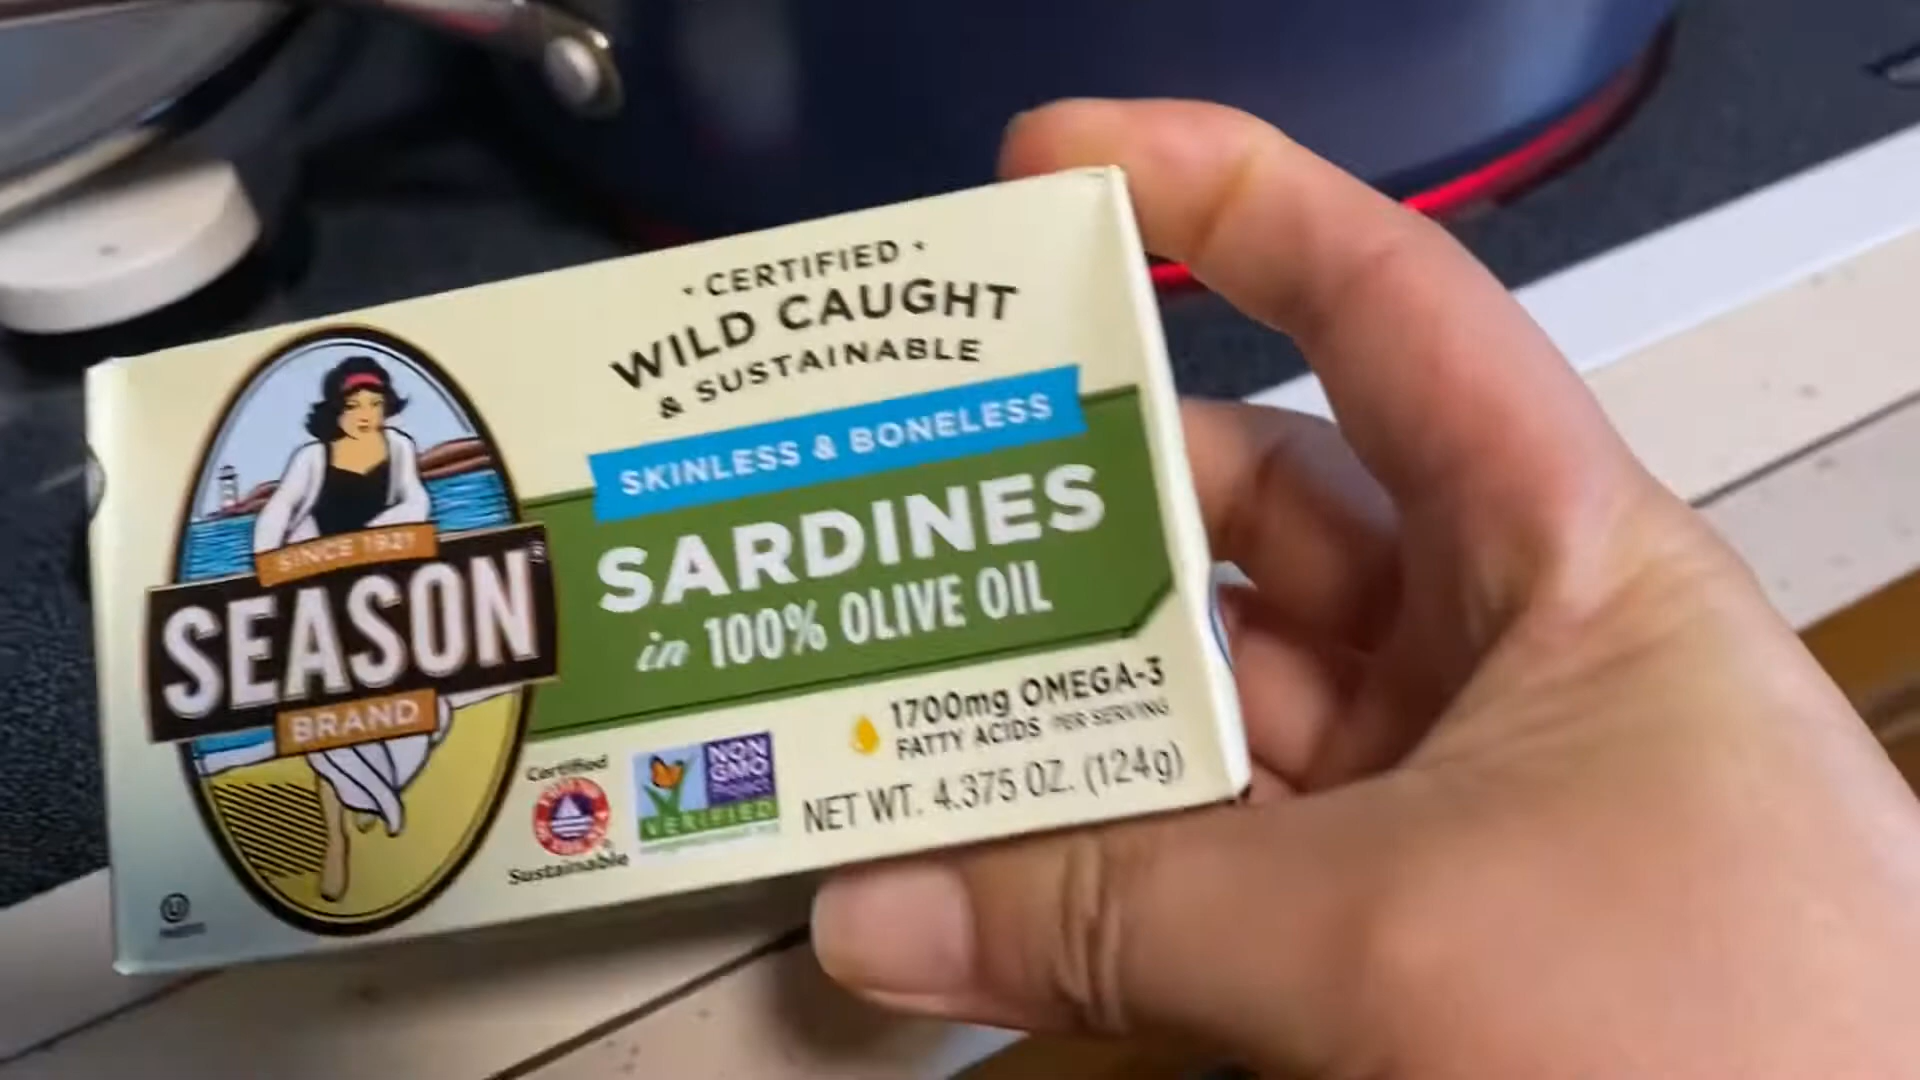 • CERTIFIED •
WILD CAUGHT
& SUSTAINABLE
SKINLESS & BONELESS
SARDINES
in 100% OLIVE OIL
SINCE 1921
SEASON®
BRAND
1700mg OMEGA-3
FATTY ACIDS PER SERVING
NET WT. 4.375 OZ. (124g)
Certified
Sustainable
NON
GMO
Project
VERIFIED
U